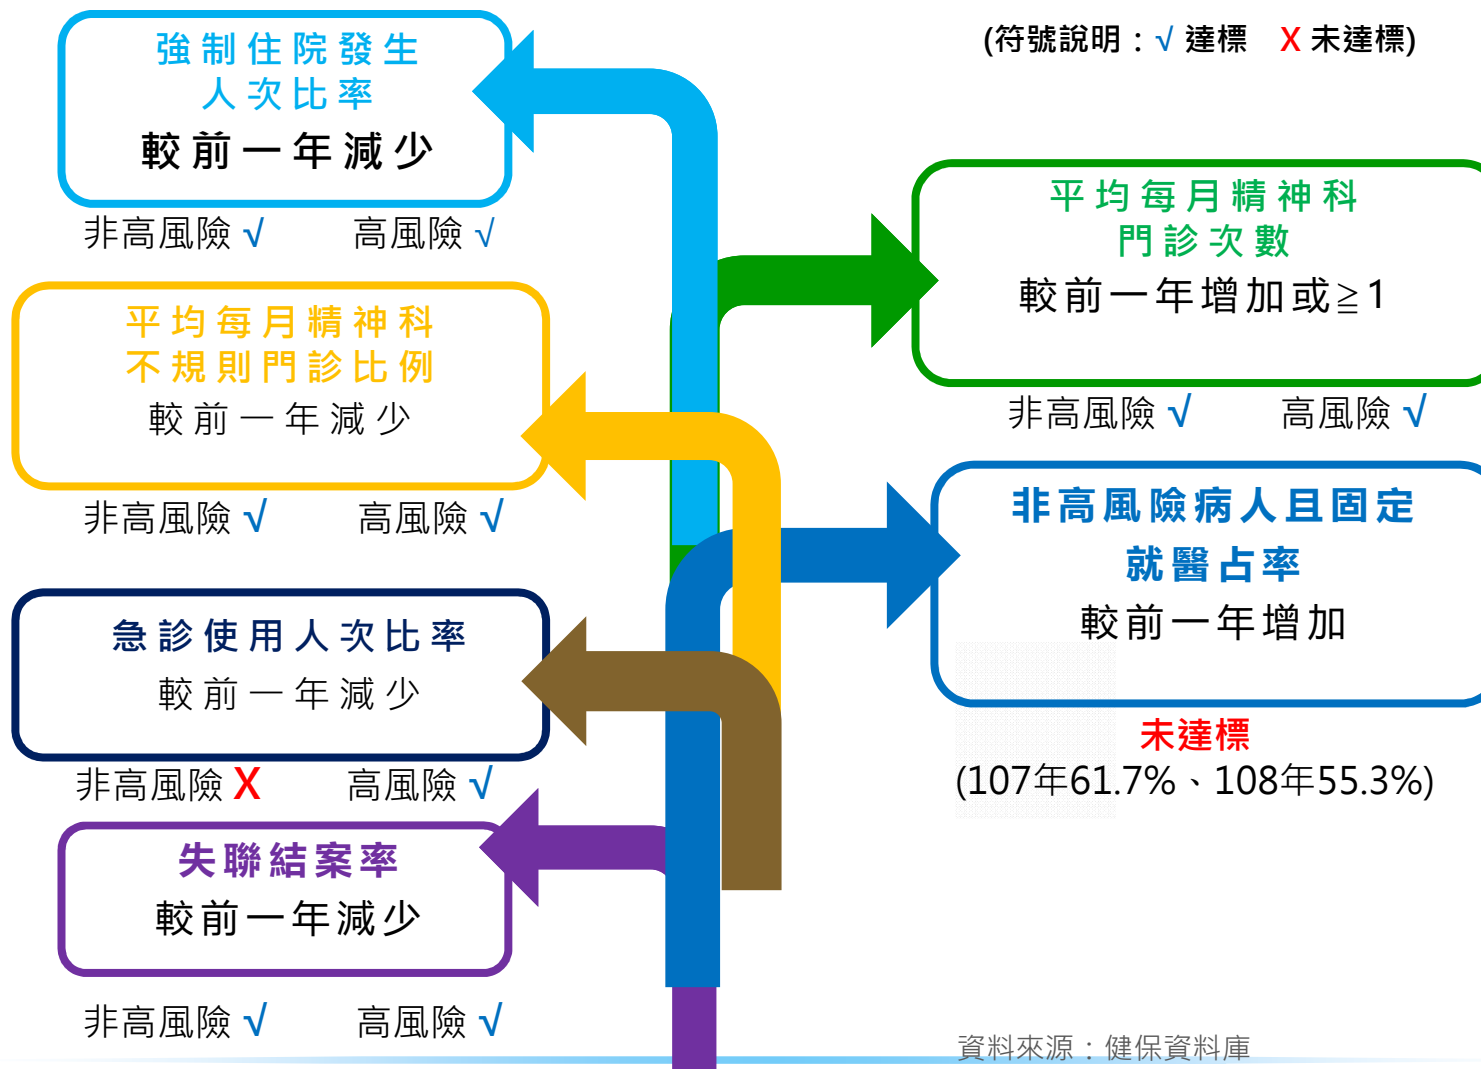 (符號說明：√ 達標 X 未達標)
強制住院發生
人次比率
較前一年減少
非高風險 √ 高風險 √
平均每月精神科
門診次數
較前一年增加或≧1
非高風險 √ 高風險 √
平均每月精神科
不規則門診比例
較前一年減少
非高風險 √ 高風險 √
非高風險病人且固定
就醫占率
較前一年增加
未達標
(107年61.7%、108年55.3%)
急診使用人次比率
較前一年減少
非高風險 X 高風險 √
失聯結案率
較前一年減少
非高風險 √ 高風險 √
資料來源：健保資料庫